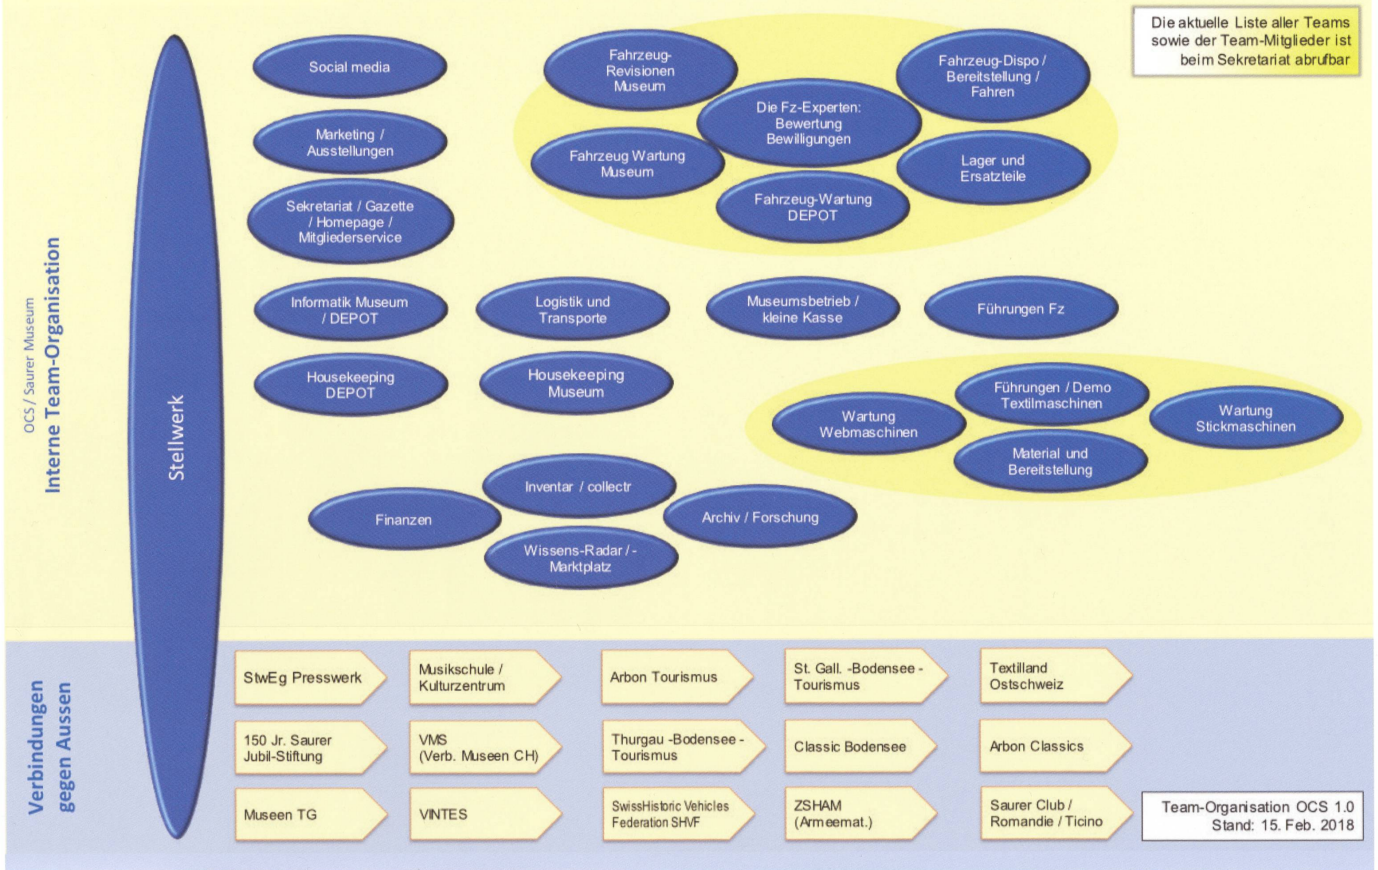 Die aktuelle Liste aller Teams
sowie der Team-Mitglieder ist
beim Sekretariat abrufbar
OCS / Saurer Museum
Interne Team-Organisation
Stellwerk
Social media
Marketing /
Ausstellungen
Sekretariat / Gazette
/ Homepage /
Mitgliederservice
Informatik Museum
/ DEPOT
Housekeeping
DEPOT
Fahrzeug-
Revisionen
Museum
Die Fz-Experten:
Bewertung
Bewilligungen
Fahrzeug-Dispo /
Bereitstellung /
Fahren
Fahrzeug Wartung
Museum
Fahrzeug-Wartung
DEPOT
Lager und
Ersatzteile
Logistik und
Transporte
Museumsbetrieb /
kleine Kasse
Führungen Fz
Housekeeping
Museum
Wartung
Webmaschinen
Führungen / Demo
Textilmaschinen
Wartung
Stickmaschinen
Material und
Bereitstellung
Finanzen
Inventar / collectr
Archiv / Forschung
Wissens-Radar / -
Marktplatz
Verbindungen
gegen Aussen
StwEg Presswerk
Musikschule /
Kulturzentrum
Arbon Tourismus
St. Gall. -Bodensee -
Tourismus
Textilland
Ostschweiz
150 Jr. Saurer
Jubil-Stiftung
VMS
(Verb. Museen CH)
Thurgau -Bodensee -
Tourismus
Classic Bodensee
Arbon Classics
Museen TG
VINTES
SwissHistoric Vehicles
Federation SHVF
ZSHAM
(Armeemat.)
Saurer Club /
Romandie / Ticino
Team-Organisation OCS 1.0
Stand: 15. Feb. 2018